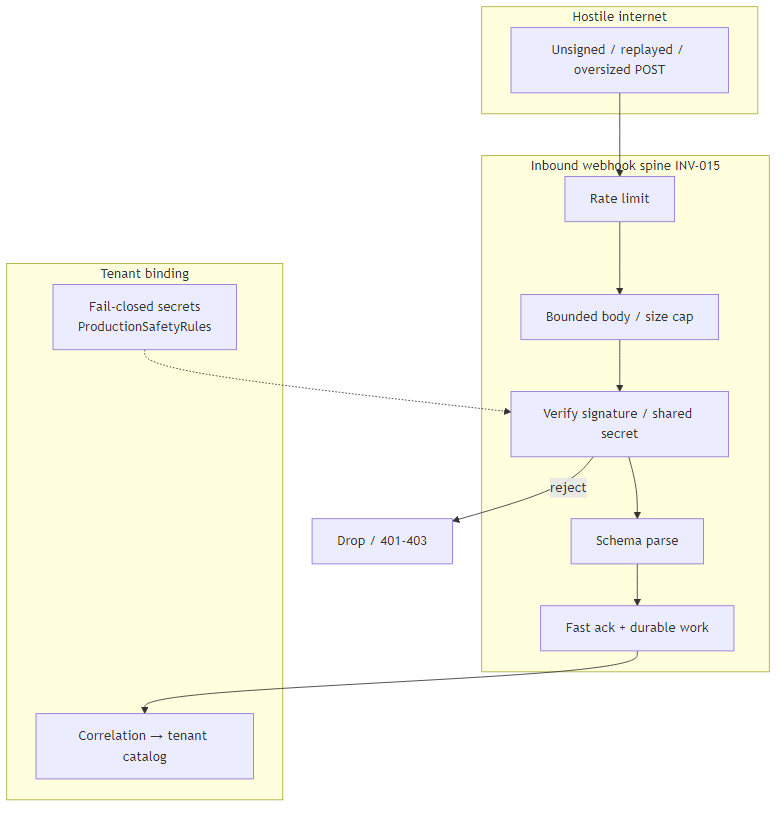 Hostile internet
Unsigned / replayed /
oversized POST
Inbound webhook spine INV-015
Rate limit
Tenant binding
Fail-closed secrets
ProductionSafetyRules
Bounded body / size cap
Verify signature / shared
secret
reject
Drop / 401-403
Schema parse
Fast ack + durable work
Correlation → tenant
catalog